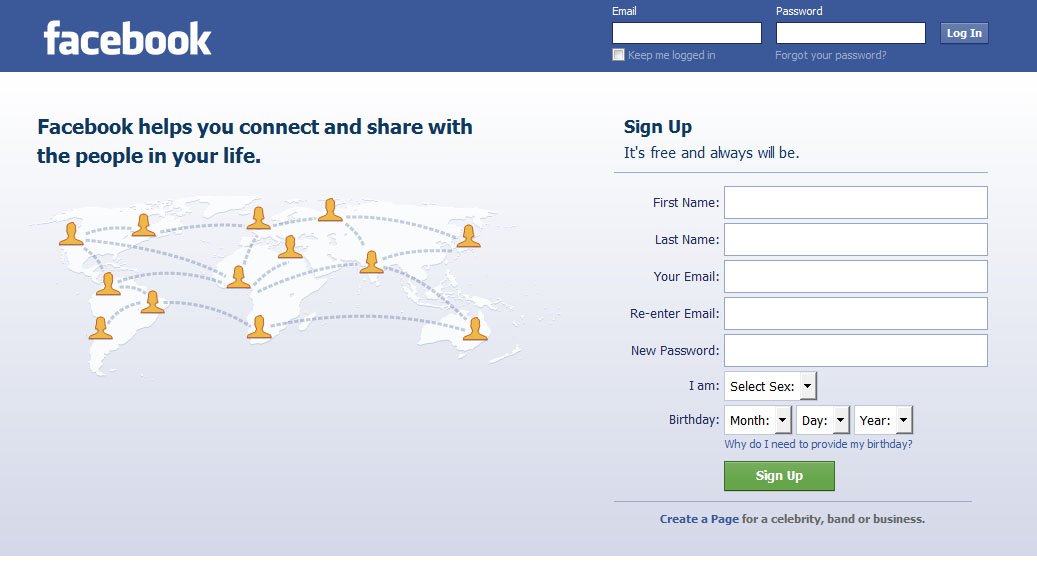 facebook
Email
Password
Log In
Keep me logged in
Forgot your password?
Facebook helps you connect and share with
the people in your life.
Sign Up
It's free and always will be.
First Name:
Last Name:
Your Email:
Re-enter Email:
New Password:
I am:
Select Sex:
Birthday:
Month:
Day:
Year:
Why do I need to provide my birthday?
Sign Up
Create a Page for a celebrity, band or business.